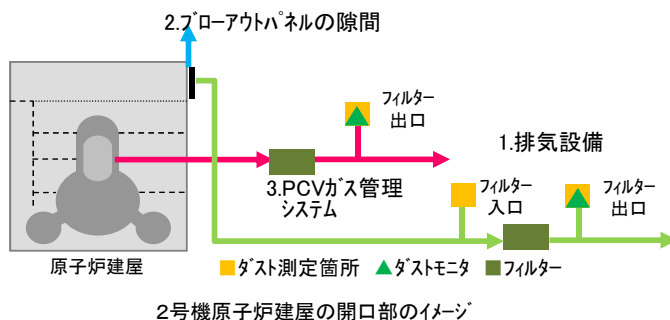 2.ブローアウトパネルの隙間
フィルター
出口
1.排気設備
3.PCVガス管理
システム
フィルター
入口
フィルター
出口
原子炉建屋
ダスト測定箇所 ダストモニタ フィルター
2号機原子炉建屋の開口部のイメージ